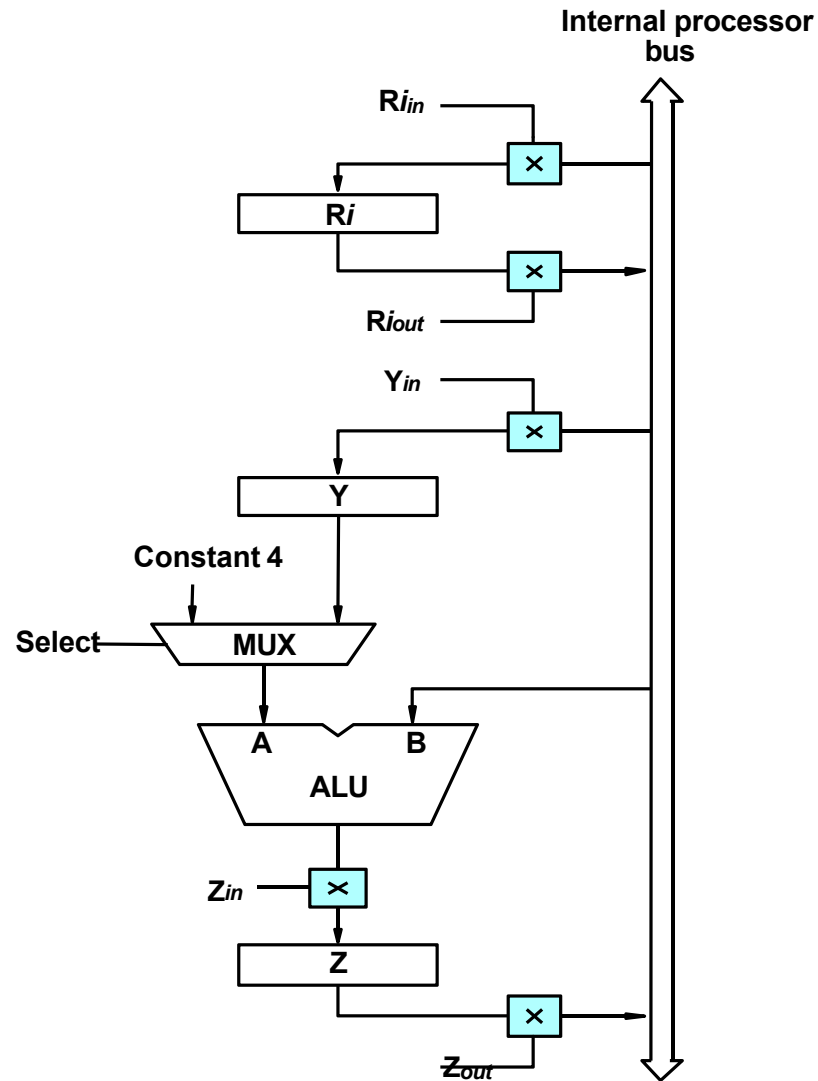 Internal processor
bus
Riin
Ri
Riout
Yin
Y
Constant 4
Select
MUX
A
B
ALU
Zin
Z
Zout